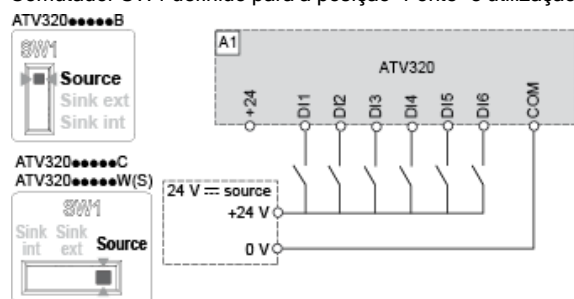 Comutador SW1 definido para a posição "Fonte" e utilização
ATV320●●●●●B
SW1
Source
Sink ext
Sink int
ATV320●●●●●C
ATV320●●●●●W(S)
SW1
Sink int
Sink ext
Source
A1
ATV320
+24
DI1
DI2
DI3
DI4
DI5
DI6
COM
24 V ⎓ source
+24 V
0 V